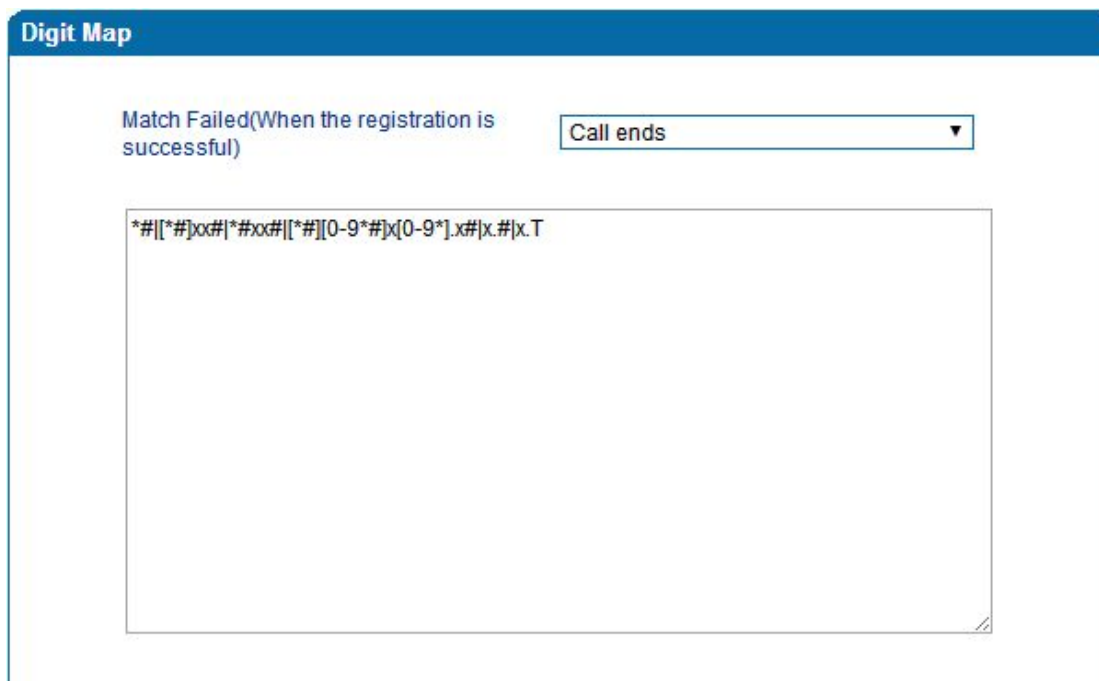 Digit Map
Match Failed(When the registration is
successful)
Call ends
*#|[*#]xx#|*#xx#|[*#][0-9*#]x[0-9*].x#|x.#|x.T